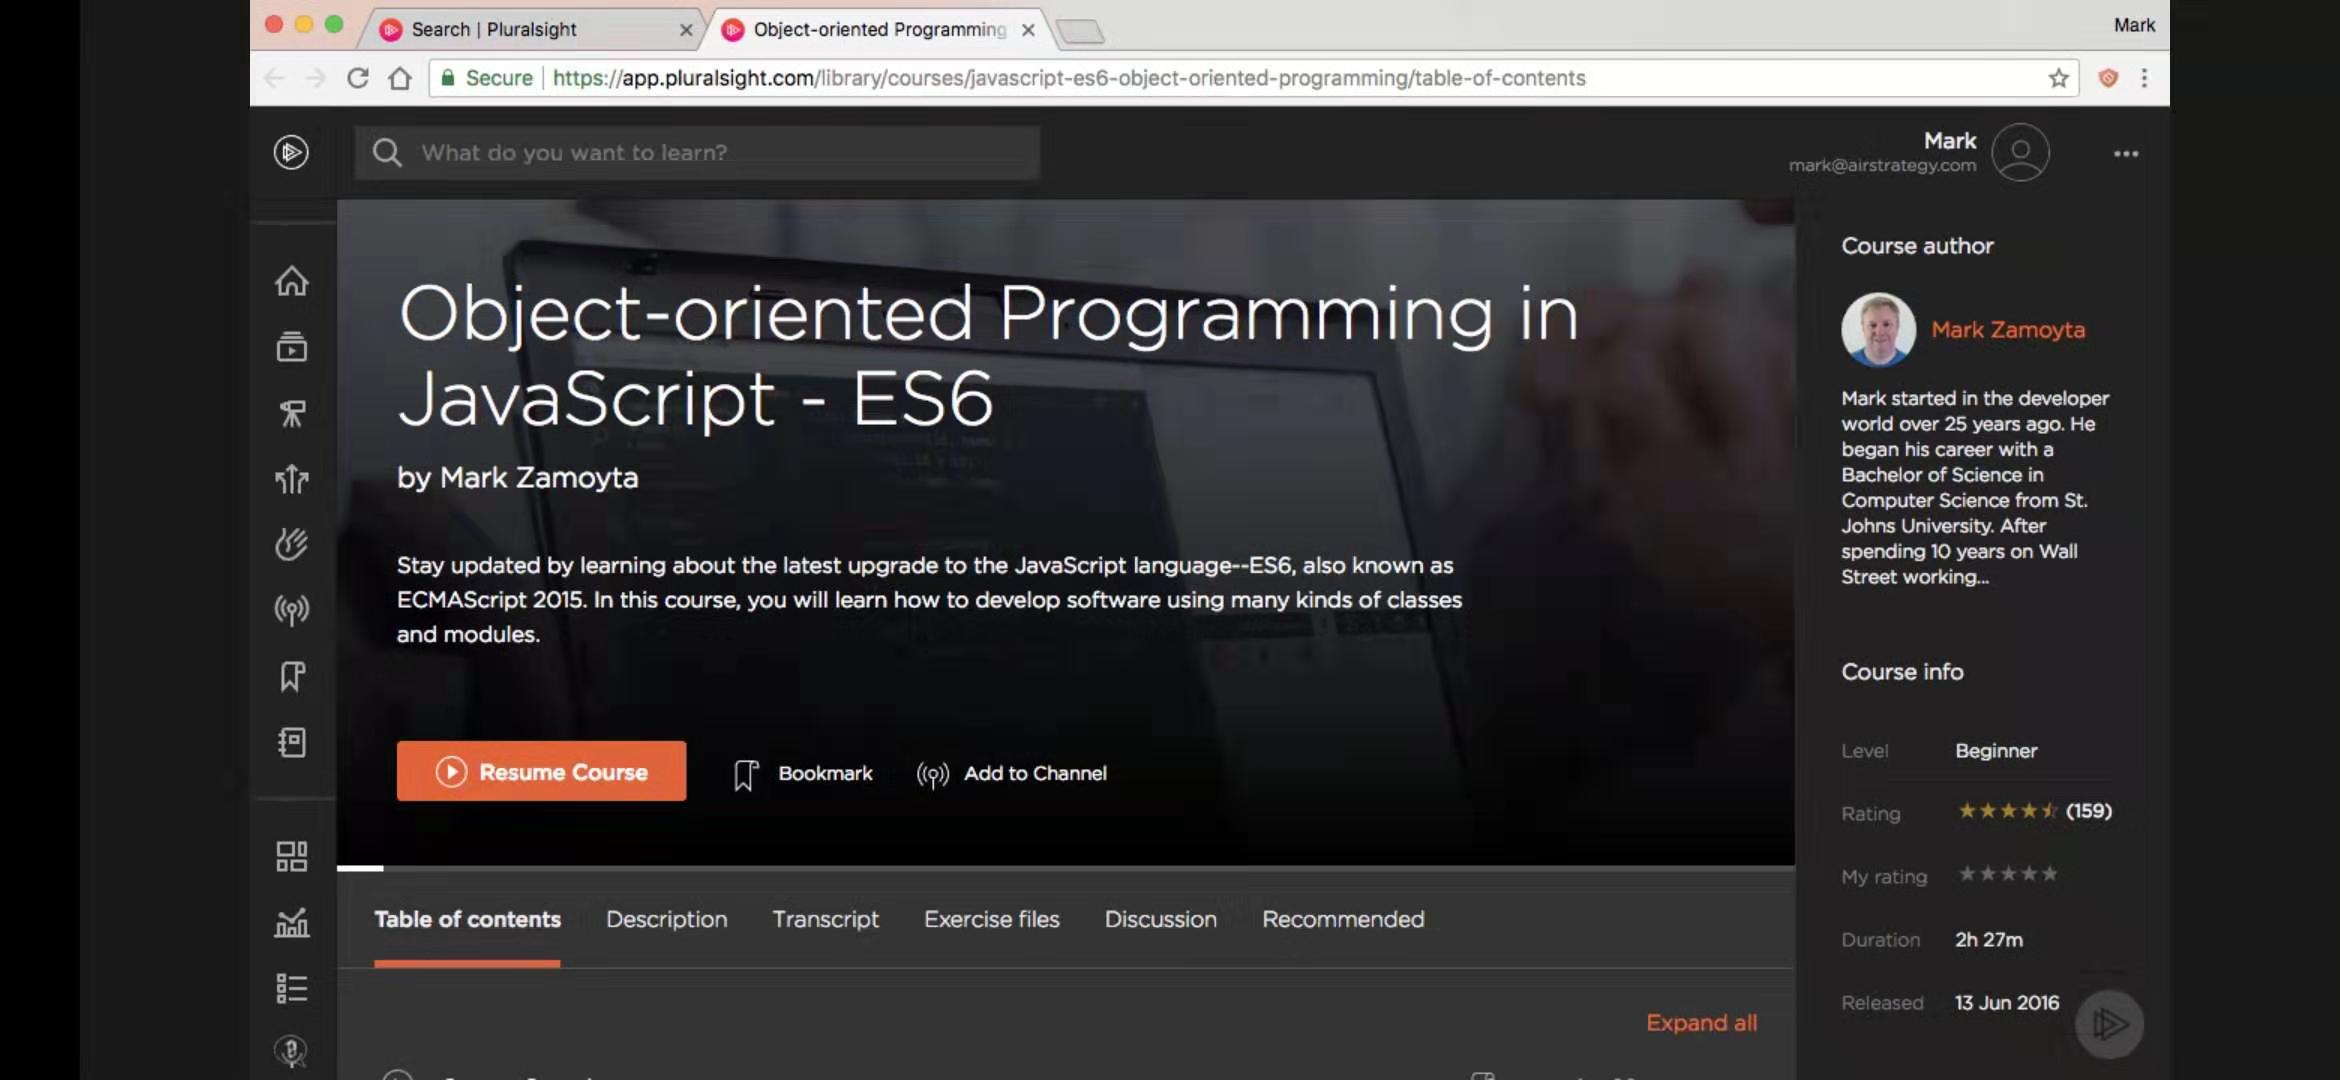 Search | Pluralsight
Object-oriented Programming
Mark
Secure
https://app.pluralsight.com/library/courses/javascript-es6-object-oriented-programming/table-of-contents
What do you want to learn?
Mark
mark@airstrategy.com
Object-oriented Programming in
JavaScript - ES6
by Mark Zamoyta
Stay updated by learning about the latest upgrade to the JavaScript language--ES6, also known as
ECMAScript 2015. In this course, you will learn how to develop software using many kinds of classes
and modules.
Resume Course
Bookmark
Add to Channel
Table of contents
Description
Transcript
Exercise files
Discussion
Recommended
Expand all
Course author
Mark Zamoyta
Mark started in the developer
world over 25 years ago. He
began his career with a
Bachelor of Science in
Computer Science from St.
Johns University. After
spending 10 years on Wall
Street working...
Course info
Level Beginner
Rating (159)
My rating
Duration 2h 27m
Released 13 Jun 2016